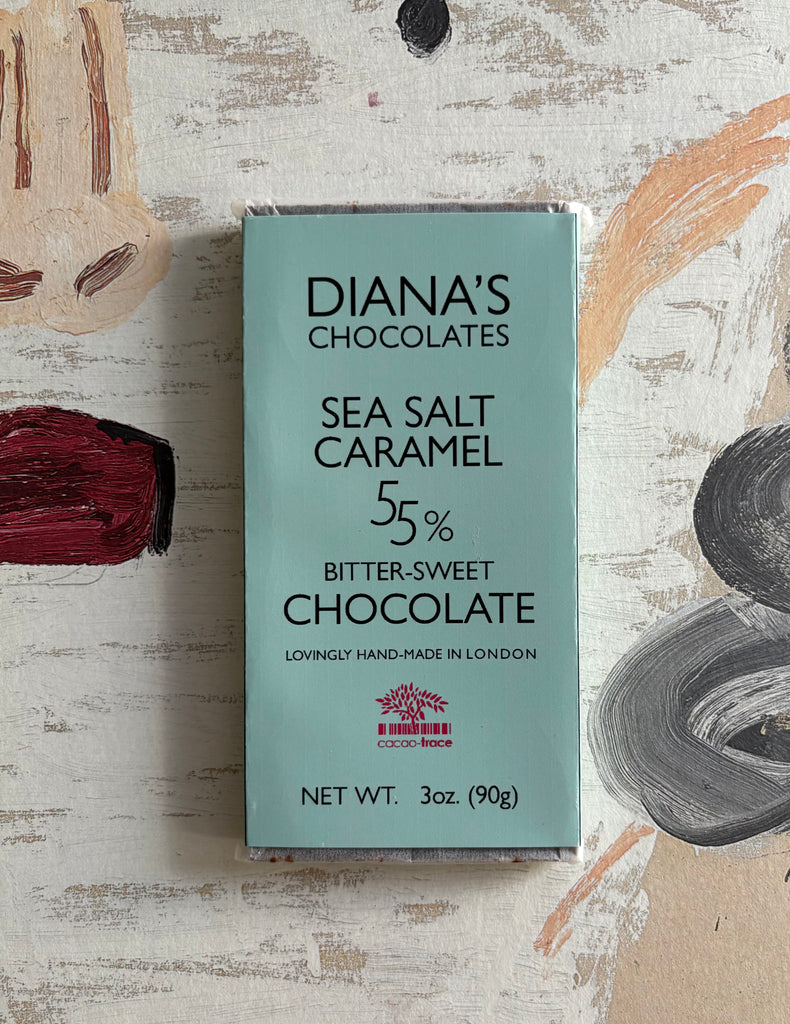 DIANA'S
CHOCOLATES
SEA SALT
CARAMEL
55%
BITTER-SWEET
CHOCOLATE
LOVINGLY HAND-MADE IN LONDON
cacao-trace
NET WT. 3oz. (90g)